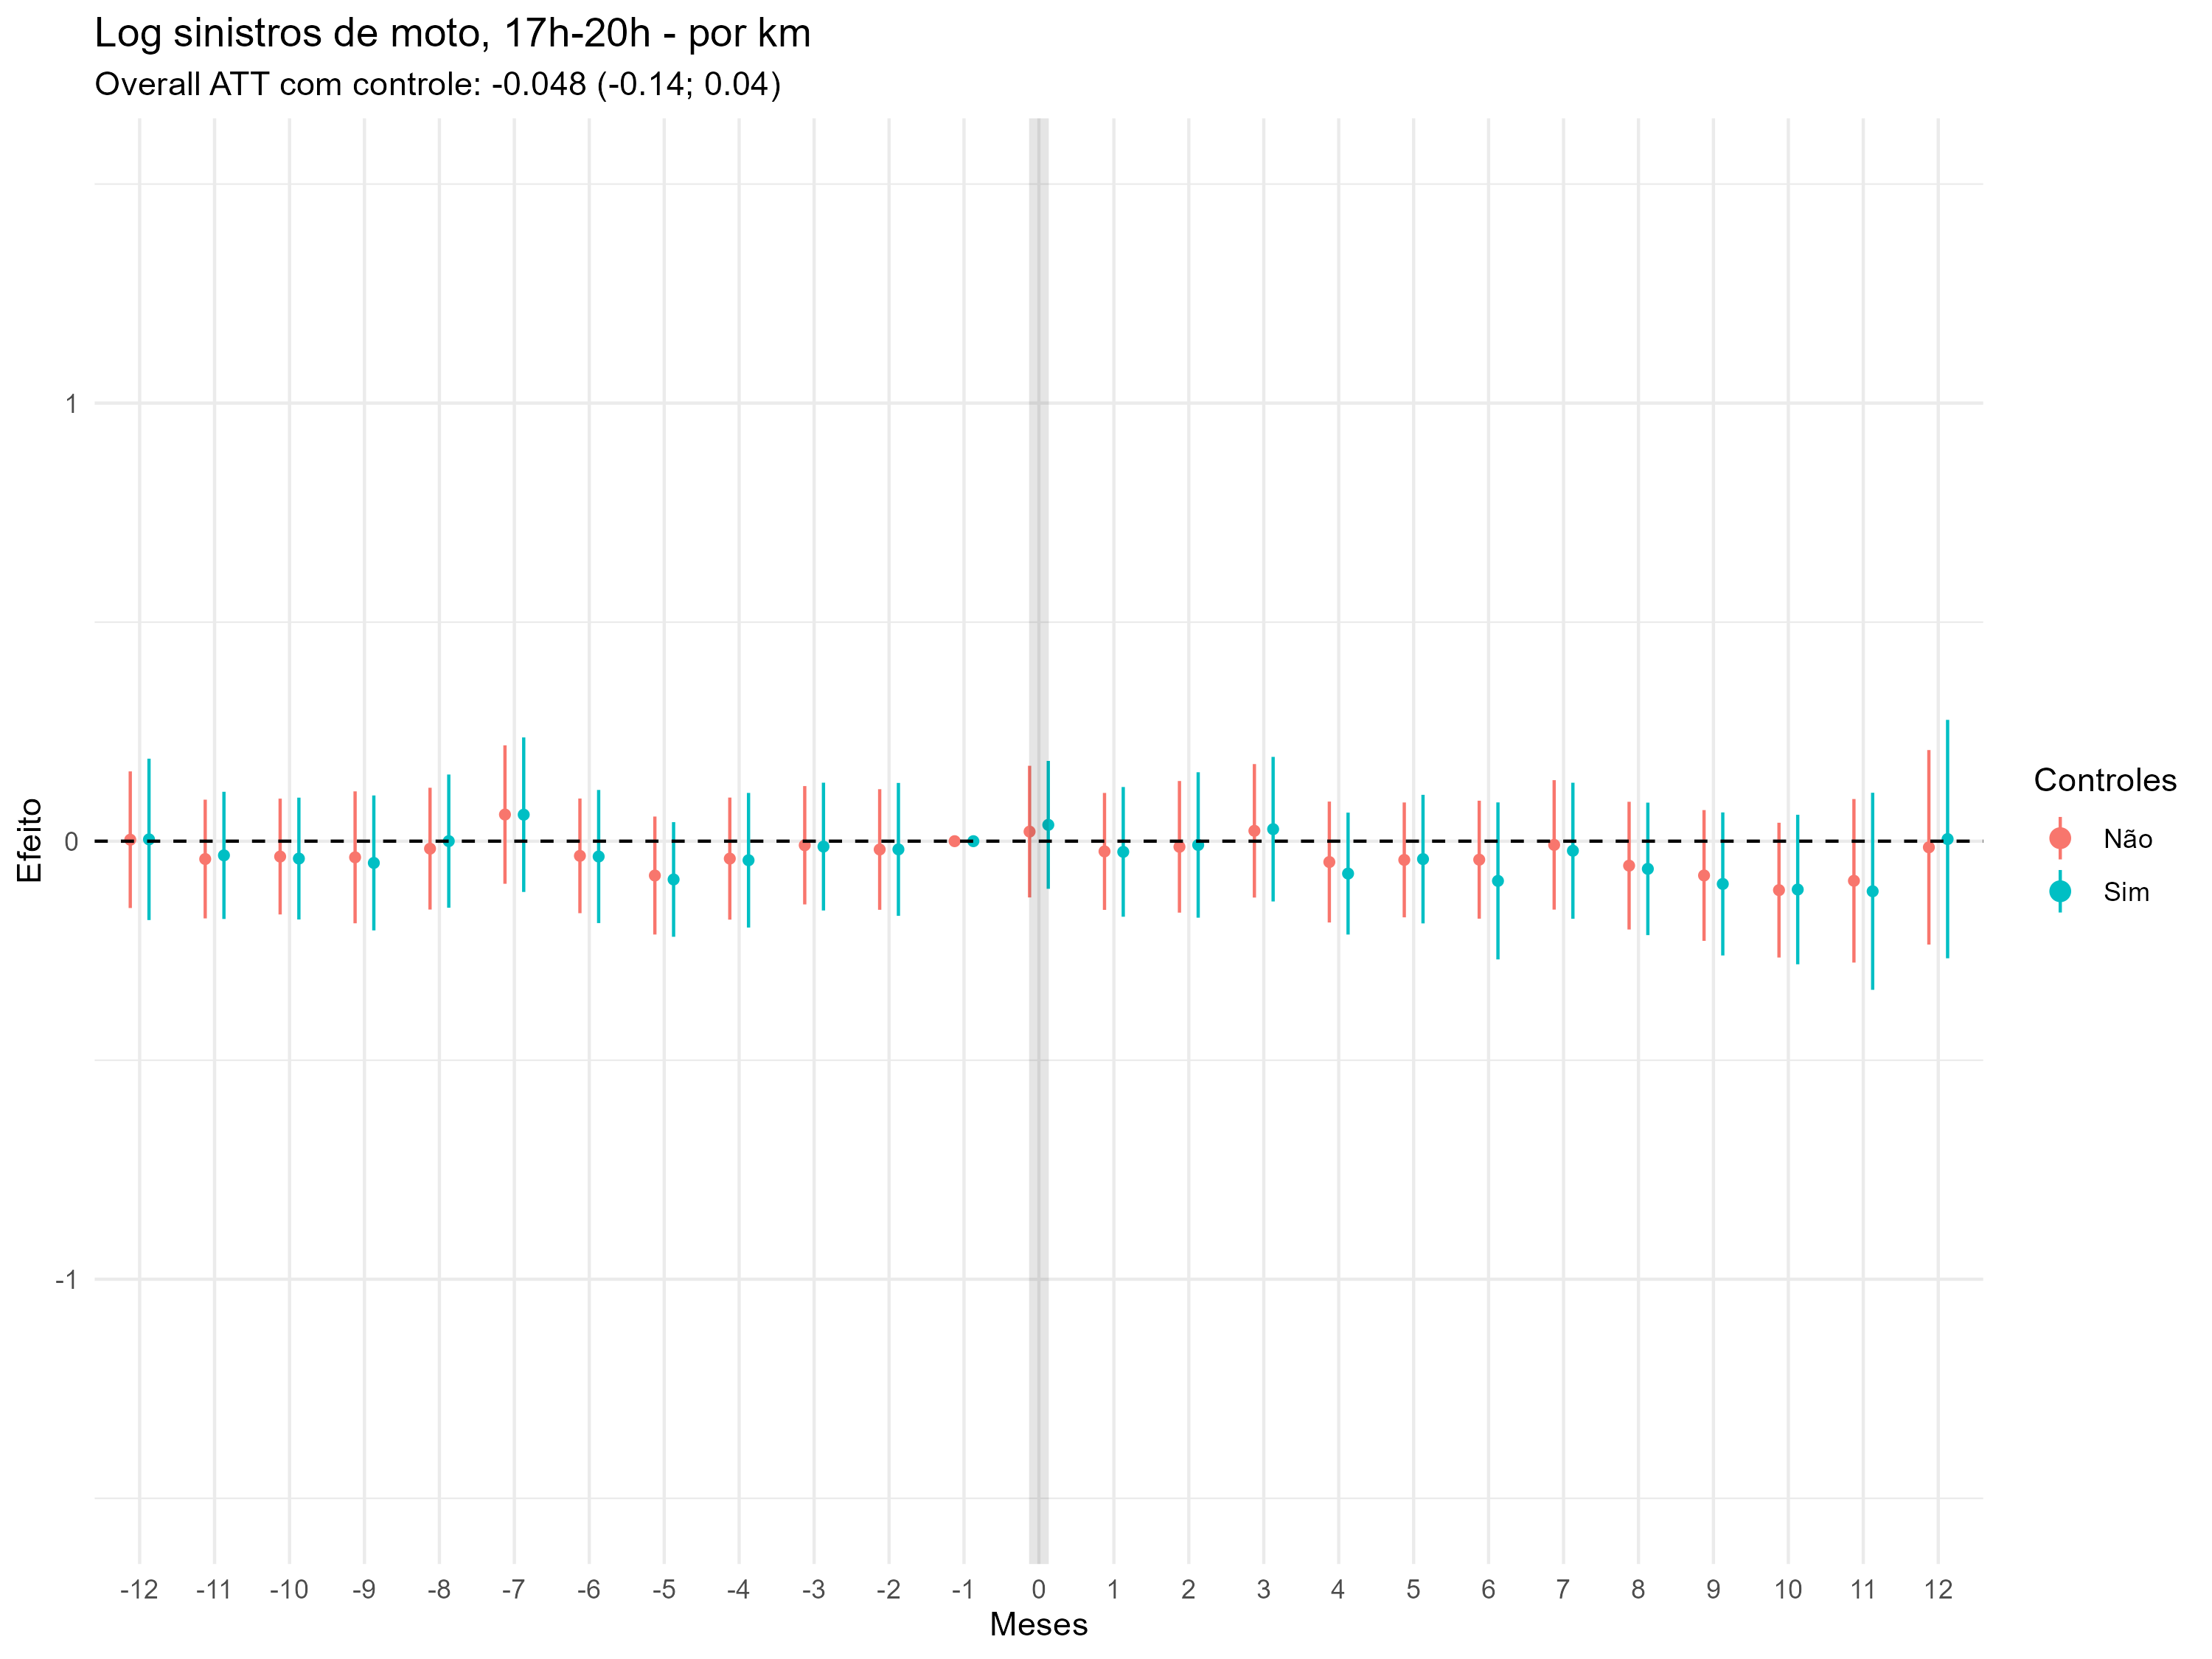 Log sinistros de moto, 17h-20h - por km
Overall ATT com controle: -0.048 (-0.14; 0.04)
1
0
-1
Efeito
-12 -11 -10 -9 -8 -7 -6 -5 -4 -3 -2 -1 0 1 2 3 4 5 6 7 8 9 10 11 12
Meses
Controles
Não
Sim